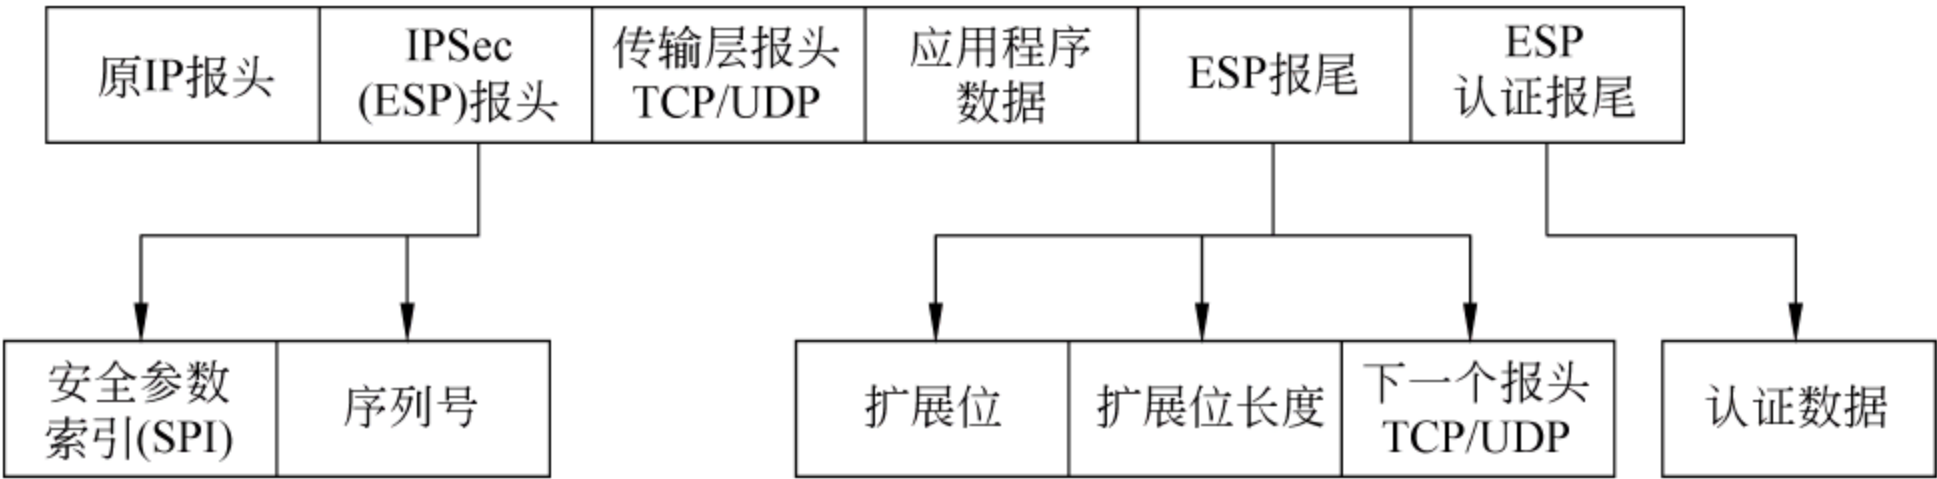 原IP报头
IPSec
(ESP)报头
传输层报头
TCP/UDP
应用程序
数据
ESP报尾
ESP
认证报尾
安全参数
索引(SPI)
序列号
扩展位
扩展位长度
下一个报头
TCP/UDP
认证数据